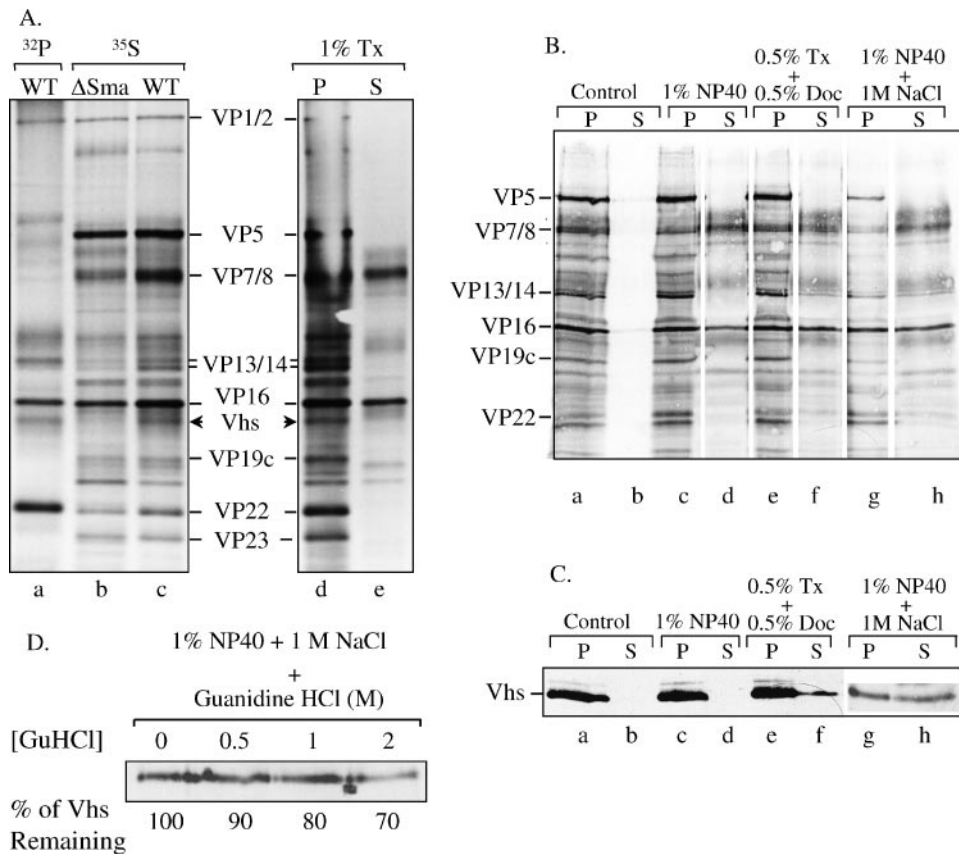 A.
32P 35S 1% Tx
WT ΔSma WT P S
VP1/2
VP5
VP7/8
VP13/14
VP16
Vhs
VP19c
VP22
VP23
a b c d e
B.
Control 1% NP40 0.5% Tx + 0.5% Doc 1% NP40 + 1M NaCl
P S P S P S P S
VP5
VP7/8
VP13/14
VP16
VP19c
VP22
a b c d e f g h
C.
Control 1% NP40 0.5% Tx + 0.5% Doc 1% NP40 + 1M NaCl
P S P S P S P S
Vhs
a b c d e f g h
D.
1% NP40 + 1 M NaCl
+
Guanidine HCl (M)
[GuHCl] 0 0.5 1 2
% of Vhs
Remaining 100 90 80 70